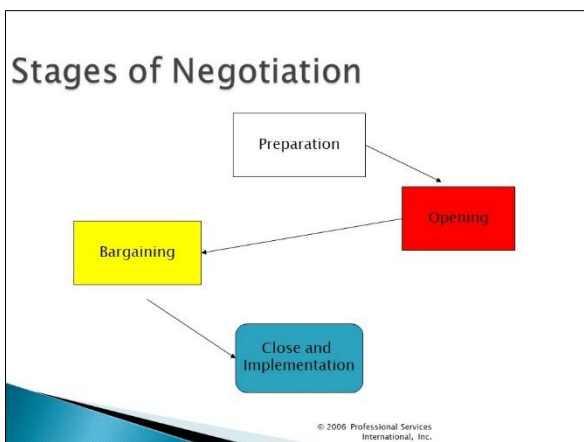 Stages of Negotiation
Preparation
Opening
Bargaining
Close and
Implementation
© 2006 Professional Services
International, Inc.